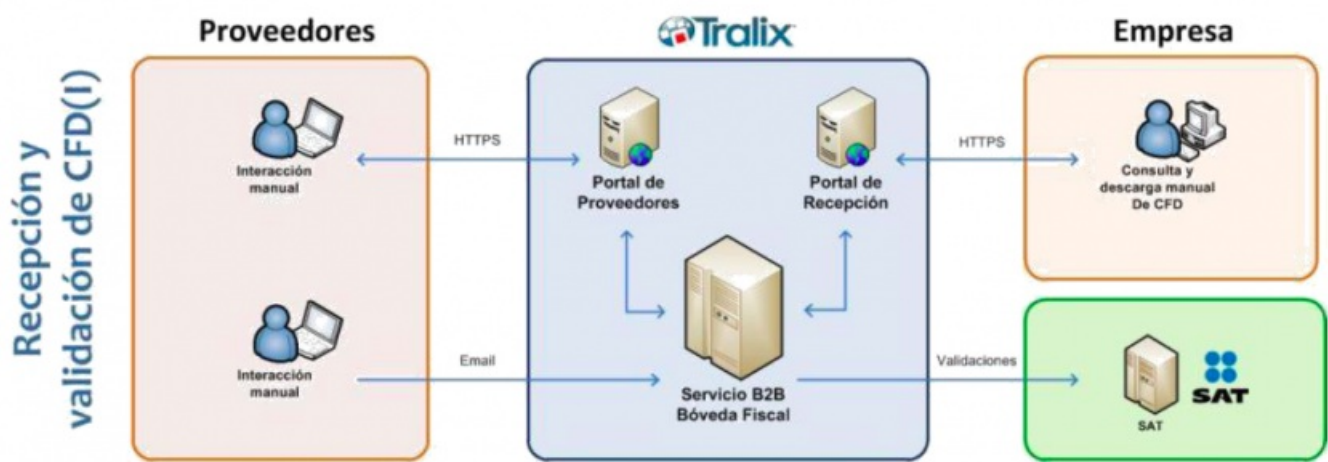 Recepción y
validación de CFD(I)
Proveedores
Interacción
manual
Interacción
manual
HTTPS
Email
Tralix
Portal de
Proveedores
Portal de
Recepción
Servicio B2B
Bóveda Fiscal
HTTPS
Validaciones
Empresa
Consulta y
descarga manual
De CFD
SAT
SAT